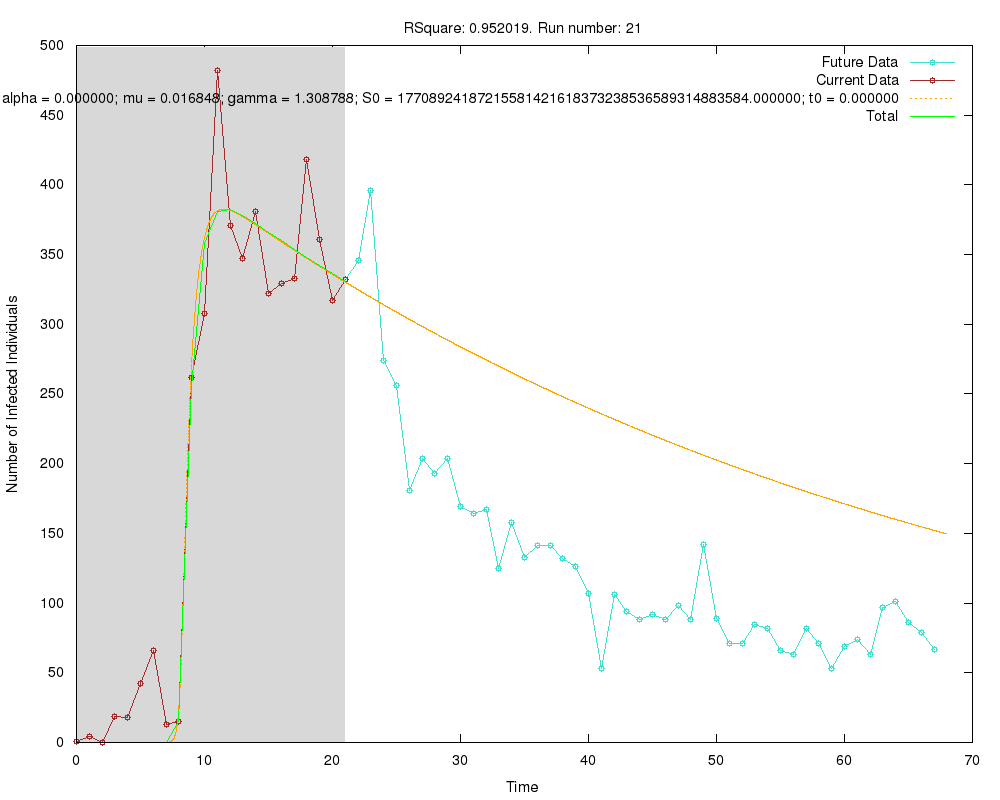 RSquare: 0.952019. Run number: 21
500
Future Data
Current Data
alpha = 0.000000; mu = 0.016848; gamma = 1.308788; S0 = 17708924187215581421618373238536589314883584.000000; t0 = 0.000000
Total
450
400
350
300
250
200
150
100
50
0
Number of Infected Individuals
0 10 20 30 40 50 60 70
Time